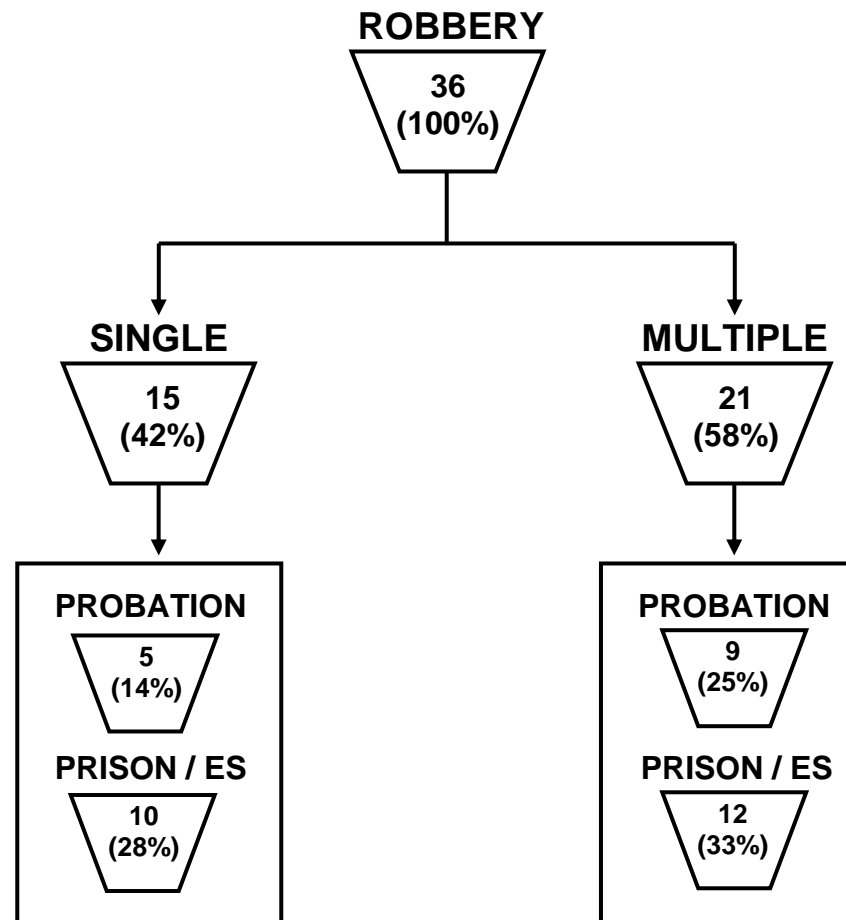 ROBBERY
36
(100%)
SINGLE
15
(42%)
PROBATION
5
(14%)
PRISON / ES
10
(28%)
MULTIPLE
21
(58%)
PROBATION
9
(25%)
PRISON / ES
12
(33%)